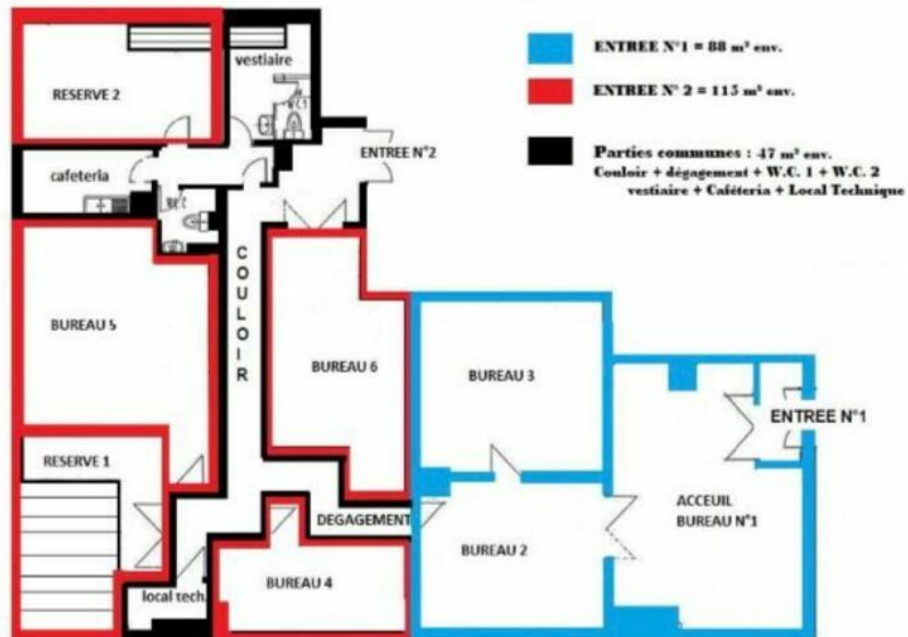 vestiaire
RESERVE 2
W.C 1
ENTREE N°2
cafeteria
COULOIR
BUREAU 5
BUREAU 6
BUREAU 3
ENTREE N°1
RESERVE 1
ACCEUIL
BUREAU N°1
DEGAGEMENT
BUREAU 2
BUREAU 4
local tech.
ENTREE N°1 = 88 m² env.
ENTREE N° 2 = 115 m² env.
Parties communes : 47 m² env.
Couloir + dégagement + W.C. 1 + W.C. 2
vestiaire + Caféteria + Local Technique